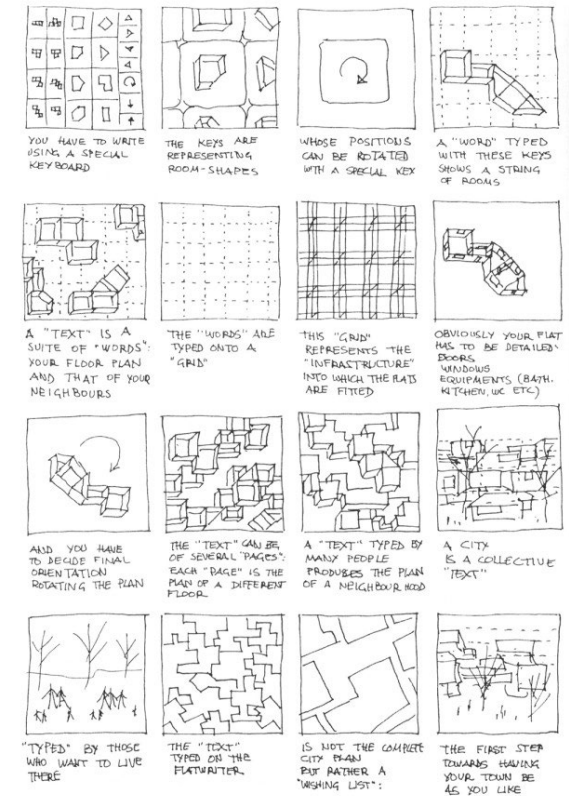 YOU HAVE TO WRITE
USING A SPECIAL
KEYBOARD
THE KEYS ARE
REPRESENTING
ROOM-SHAPES
WHOSE POSITIONS
CAN BE ROTATED
WITH A SPECIAL KEY
A "WORD" TYPED
WITH THESE KEYS
SHOWS A STRING
OF ROOMS
A "TEXT" IS A
SUITE OF "WORDS":
YOUR FLOOR PLAN
AND THAT OF YOUR
NEIGHBOURS
THE "WORDS" ARE
TYPED ONTO A
"GRID"
THIS "GRID"
REPRESENTS THE
"INFRASTRUCTURE"
INTO WHICH THE FLATS
ARE FITTED
OBVIOUSLY YOUR FLAT
HAS TO BE DETAILED:
DOORS
WINDOWS
EQUIPMENTS (BATH,
KITCHEN, WC ETC)
AND YOU HAVE
TO DECIDE FINAL
ORIENTATION
ROTATING THE PLAN
THE "TEXT" CAN BE
OF SEVERAL "PAGES":
EACH "PAGE" IS THE
PLAN OF A DIFFERENT
FLOOR
A "TEXT" TYPED BY
MANY PEOPLE
PRODUBES THE PLAN
OF A NEIGHBOURHOOD
A CITY
IS A COLLECTIVE
"TEXT"
"TYPED" BY THOSE
WHO WANT TO LIVE
THERE
THE "TEXT"
TYPED ON THE
FLATWRITER
IS NOT THE COMPLETE
CITY PLAN
BUT RATHER A
"WISHING LIST":
THE FIRST STEP
TOWARDS HAVING
YOUR TOWN BE
AS YOU LIKE